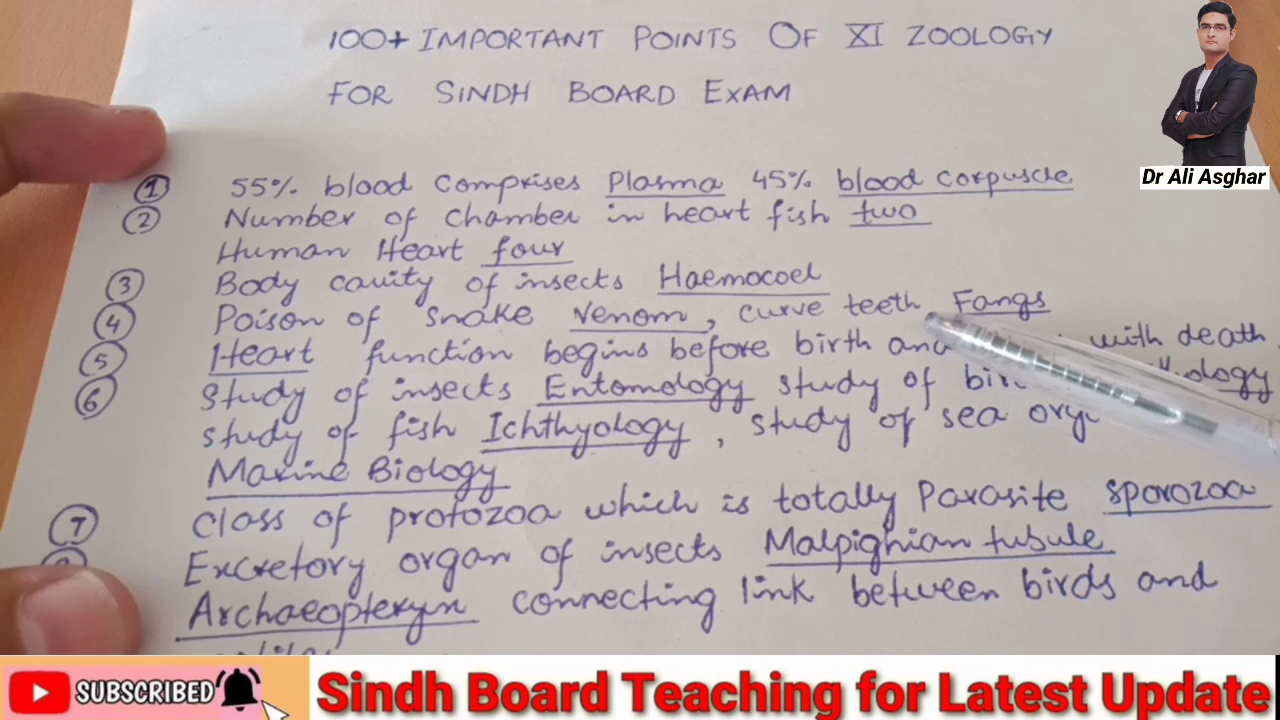 100+ IMPORTANT POINTS OF XI ZOOLOGY
FOR SINDH BOARD EXAM
Dr Ali Asghar
1 55% blood comprises Plasma 45% blood corpuscle
2 Number of chamber in heart fish two
Human Heart four
3 Body cavity of insects Haemocoel
4 Poison of snake Venom, curve teeth Fangs
5 Heart function begins before birth and with death
6 Study of insects Entomology study of
study of fish Ichthyology, study of sea
Marine Biology
7 Class of protozoa which is totally Parasite sporozoa
Excretory organ of insects Malpighian tubule
Archaeopteryx connecting link between birds and
SUBSCRIBED
Sindh Board Teaching for Latest Update